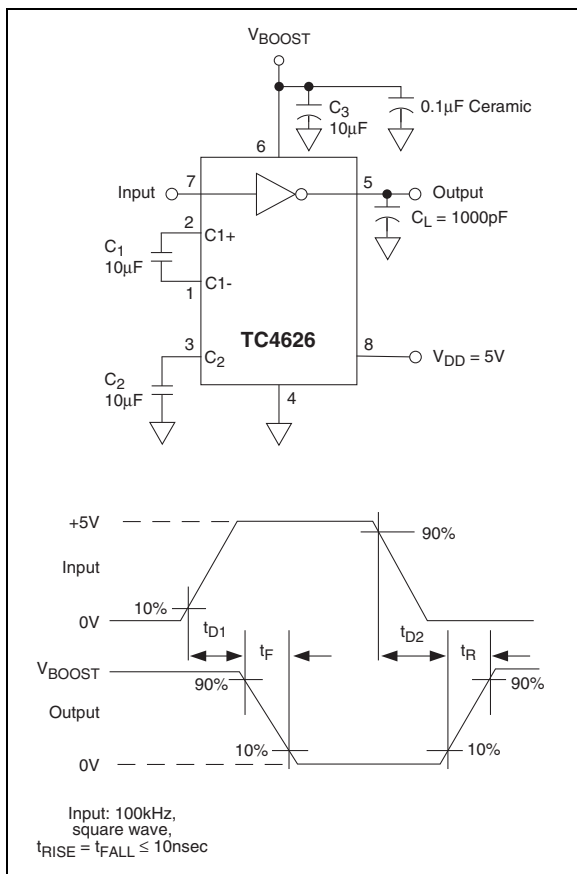 VBOOST
C3
10µF
0.1µF Ceramic
6
7
5
Input
Output
2
C1+
CL = 1000pF
C1
10µF
C1-
1
TC4626
3
8
C2
VDD = 5V
C2
10µF
4
+5V
90%
Input
10%
0V
tD1
tF
tD2
tR
VBOOST
90%
90%
Output
10%
10%
0V
Input: 100kHz,
square wave,
tRISE = tFALL ≤ 10nsec